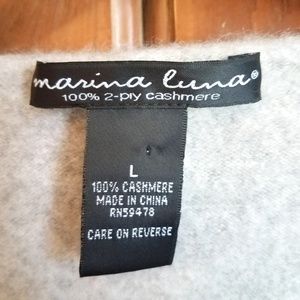 marina luna®
100% 2-ply cashmere
L
100% CASHMERE
MADE IN CHINA
RN59478
CARE ON REVERSE